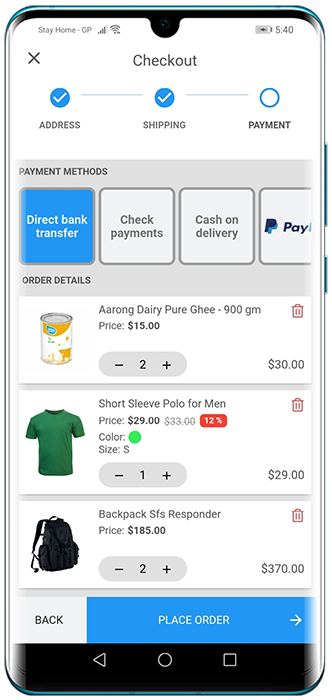 Stay Home - GP
5:40
Checkout
ADDRESS
SHIPPING
PAYMENT
PAYMENT METHODS
Direct bank
transfer
Check
payments
Cash on
delivery
PayP
ORDER DETAILS
Aarong Dairy Pure Ghee - 900 gm
Price: $15.00
2
$30.00
Short Sleeve Polo for Men
Price: $29.00 $33.00 12 %
Color:
Size: S
1
$29.00
Backpack Sfs Responder
Price: $185.00
2
$370.00
BACK
PLACE ORDER